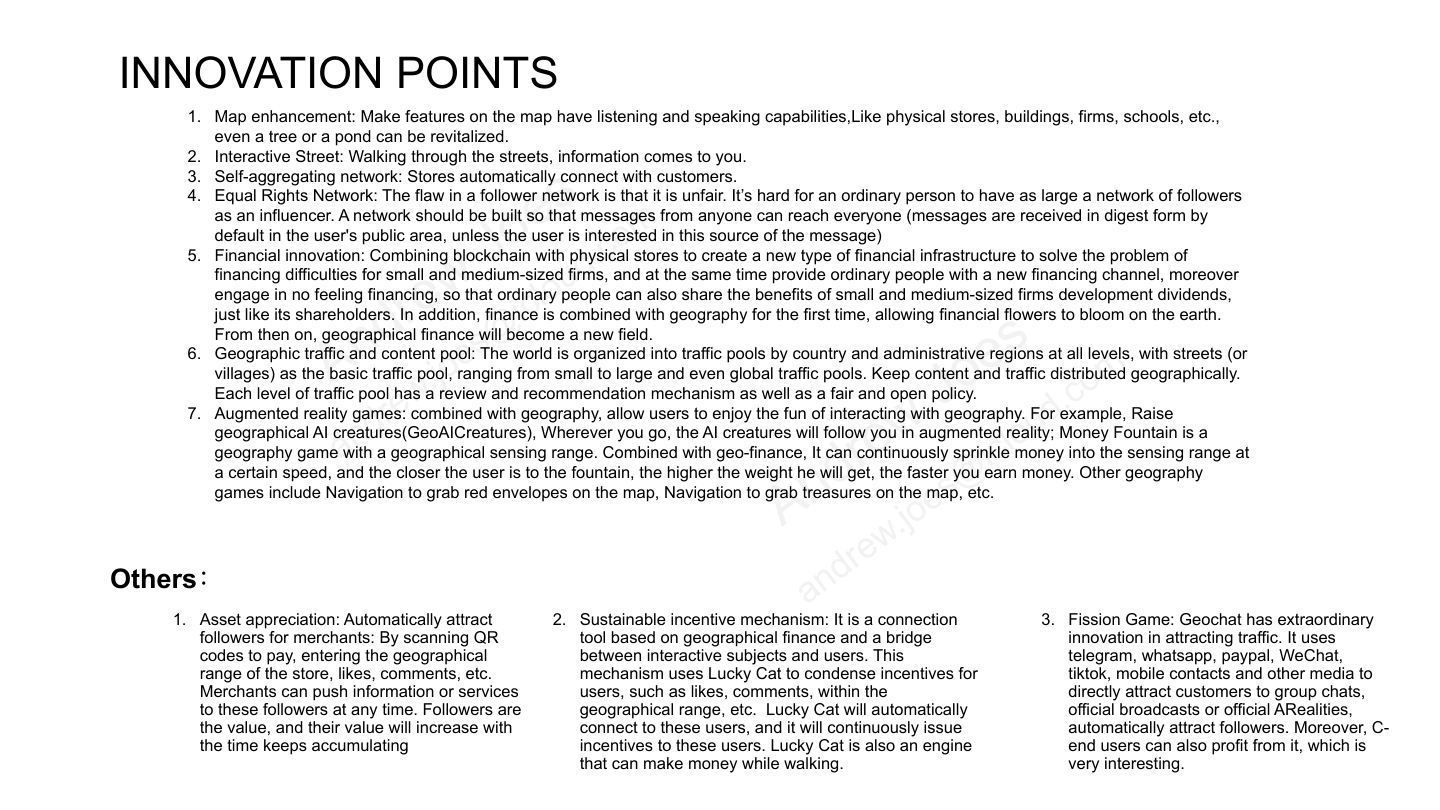 INNOVATION POINTS
1. Map enhancement: Make features on the map have listening and speaking capabilities,Like physical stores, buildings, firms, schools, etc.,
even a tree or a pond can be revitalized.
2. Interactive Street: Walking through the streets, information comes to you.
3. Self-aggregating network: Stores automatically connect with customers.
4. Equal Rights Network: The flaw in a follower network is that it is unfair. It’s hard for an ordinary person to have as large a network of followers
as an influencer. A network should be built so that messages from anyone can reach everyone (messages are received in digest form by
default in the user's public area, unless the user is interested in this source of the message)
5. Financial innovation: Combining blockchain with physical stores to create a new type of financial infrastructure to solve the problem of
financing difficulties for small and medium-sized firms, and at the same time provide ordinary people with a new financing channel, moreover
engage in no feeling financing, so that ordinary people can also share the benefits of small and medium-sized firms development dividends,
just like its shareholders. In addition, finance is combined with geography for the first time, allowing financial flowers to bloom on the earth.
From then on, geographical finance will become a new field.
6. Geographic traffic and content pool: The world is organized into traffic pools by country and administrative regions at all levels, with streets (or
villages) as the basic traffic pool, ranging from small to large and even global traffic pools. Keep content and traffic distributed geographically.
Each level of traffic pool has a review and recommendation mechanism as well as a fair and open policy.
7. Augmented reality games: combined with geography, allow users to enjoy the fun of interacting with geography. For example, Raise
geographical AI creatures(GeoAICreatures), Wherever you go, the AI creatures will follow you in augmented reality; Money Fountain is a
geography game with a geographical sensing range. Combined with geo-finance, It can continuously sprinkle money into the sensing range at
a certain speed, and the closer the user is to the fountain, the higher the weight he will get, the faster you earn money. Other geography
games include Navigation to grab red envelopes on the map, Navigation to grab treasures on the map, etc.
Others：
1. Asset appreciation: Automatically attract
followers for merchants: By scanning QR
codes to pay, entering the geographical
range of the store, likes, comments, etc.
Merchants can push information or services
to these followers at any time. Followers are
the value, and their value will increase with
the time keeps accumulating
2. Sustainable incentive mechanism: It is a connection
tool based on geographical finance and a bridge
between interactive subjects and users. This
mechanism uses Lucky Cat to condense incentives for
users, such as likes, comments, within the
geographical range, etc.  Lucky Cat will automatically
connect to these users, and it will continuously issue
incentives to these users. Lucky Cat is also an engine
that can make money while walking.
3. Fission Game: Geochat has extraordinary
innovation in attracting traffic. It uses
telegram, whatsapp, paypal, WeChat,
tiktok, mobile contacts and other media to
directly attract customers to group chats,
official broadcasts or official ARealities,
automatically attract followers. Moreover, C-
end users can also profit from it, which is
very interesting.